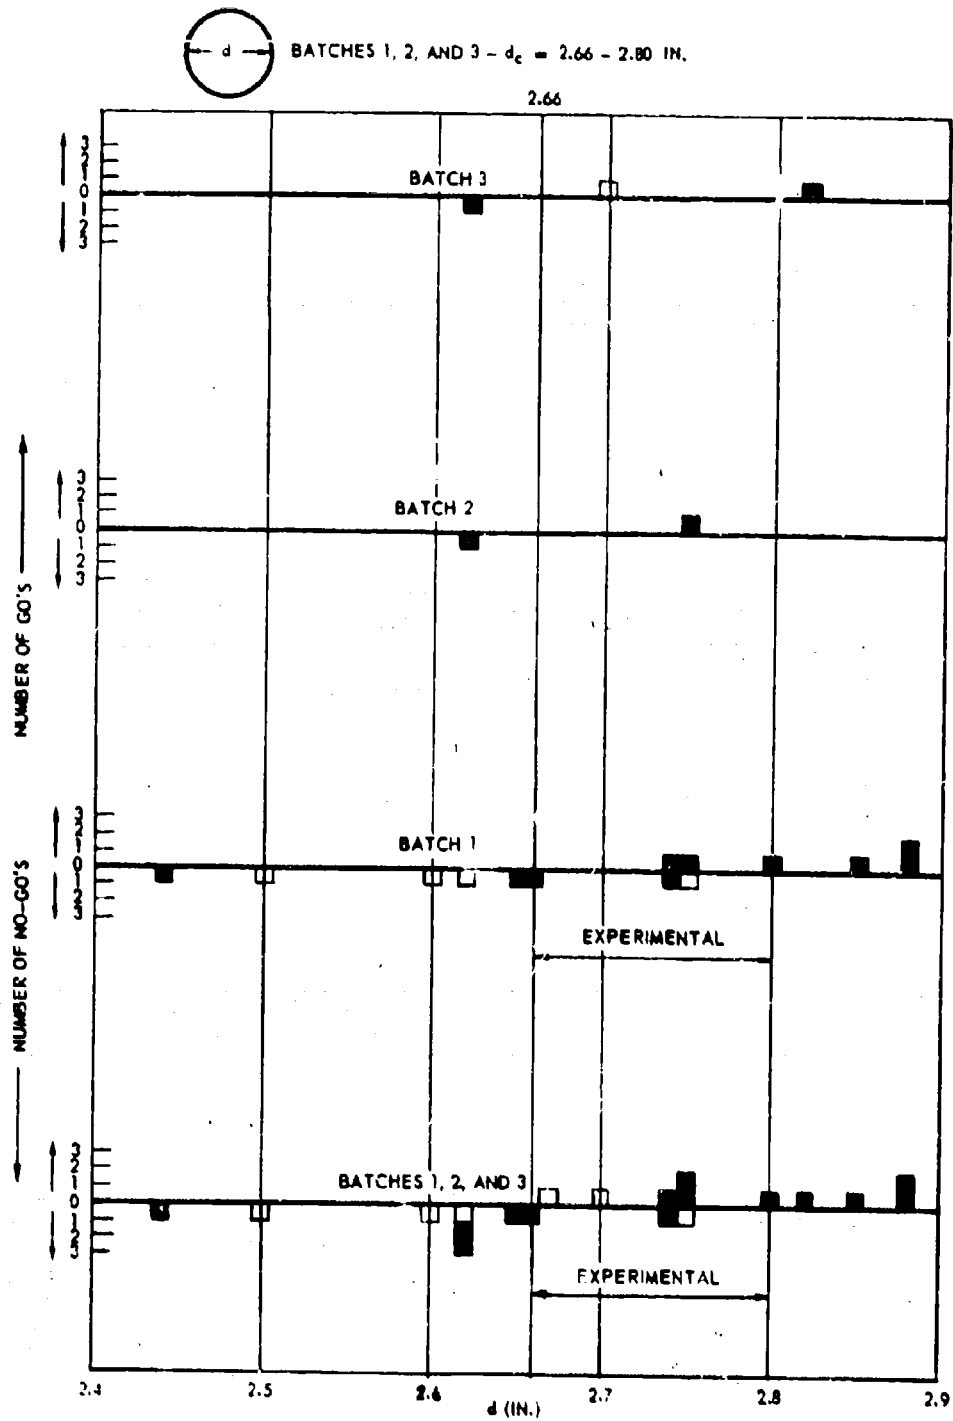 d
BATCHES 1, 2, AND 3 - dc = 2.66 - 2.80 IN.
2.66
3
2
1
0
1
2
3
BATCH 3
3
2
1
0
1
2
3
BATCH 2
NUMBER OF GO'S
3
2
1
0
1
2
3
BATCH 1
EXPERIMENTAL
NUMBER OF NO-GO'S
3
2
1
0
1
2
3
BATCHES 1, 2, AND 3
EXPERIMENTAL
2.4 2.5 2.6 2.7 2.8 2.9
d (IN.)